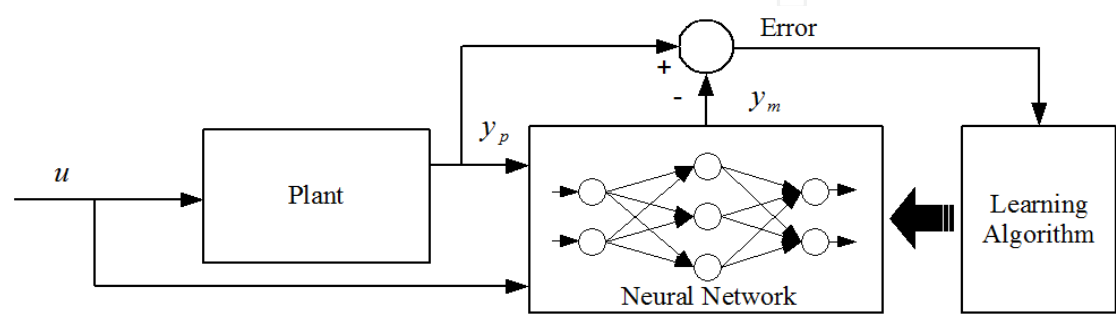 Error
+
-
y_m
y_p
u
Plant
Learning
Algorithm
Neural Network